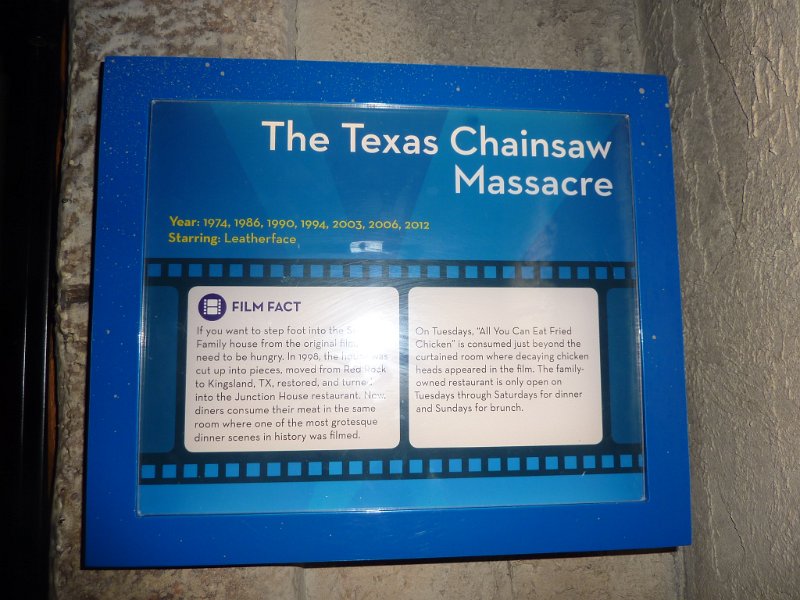 The Texas Chainsaw
Massacre
Year: 1974, 1986, 1990, 1994, 2003, 2006, 2012
Starring: Leatherface
FILM FACT
If you want to step foot into the
Family house from the original
need to be hungry. In 1998, the house was
cut up into pieces, moved from Red Rock
to Kingsland, TX, restored, and turned
into the Junction House restaurant. Now,
diners consume their meat in the same
room where one of the most grotesque
dinner scenes in history was filmed.
On Tuesdays, "All You Can Eat Fried
Chicken" is consumed just beyond the
curtained room where decaying chicken
heads appeared in the film. The family-
owned restaurant is only open on
Tuesdays through Saturdays for dinner
and Sundays for brunch.